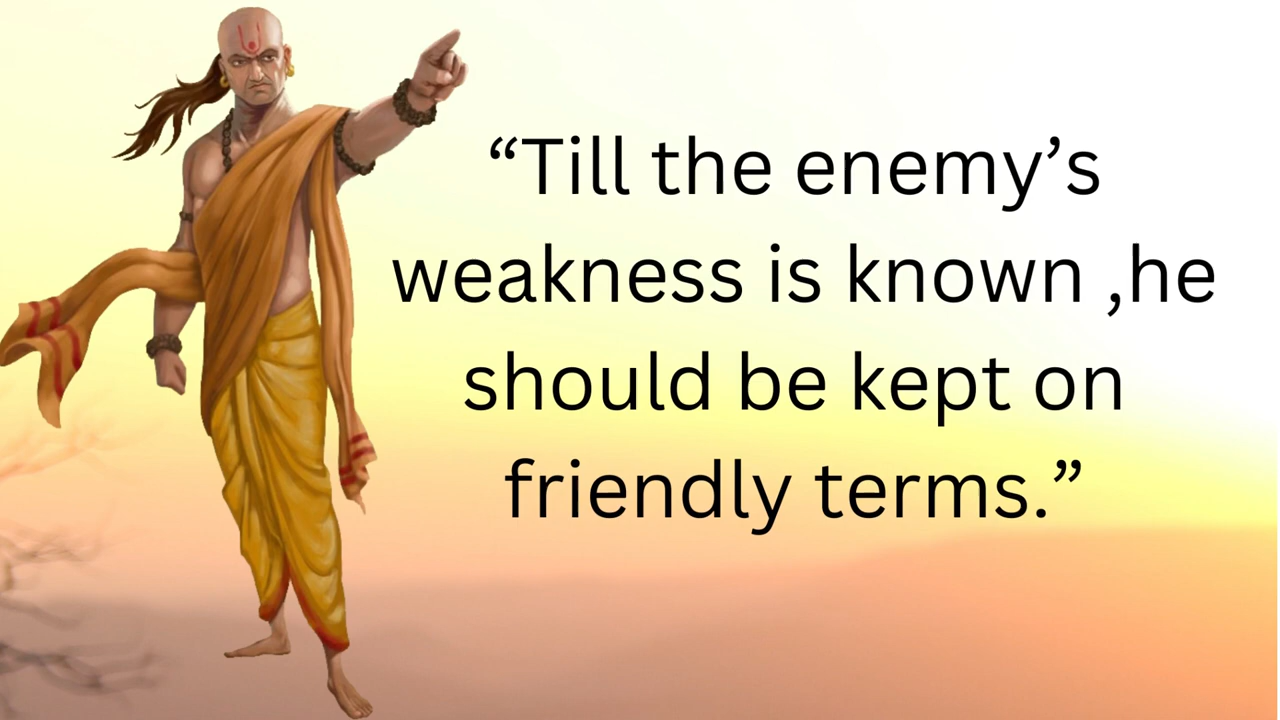 “Till the enemy’s
weakness is known ,he
should be kept on
friendly terms.”